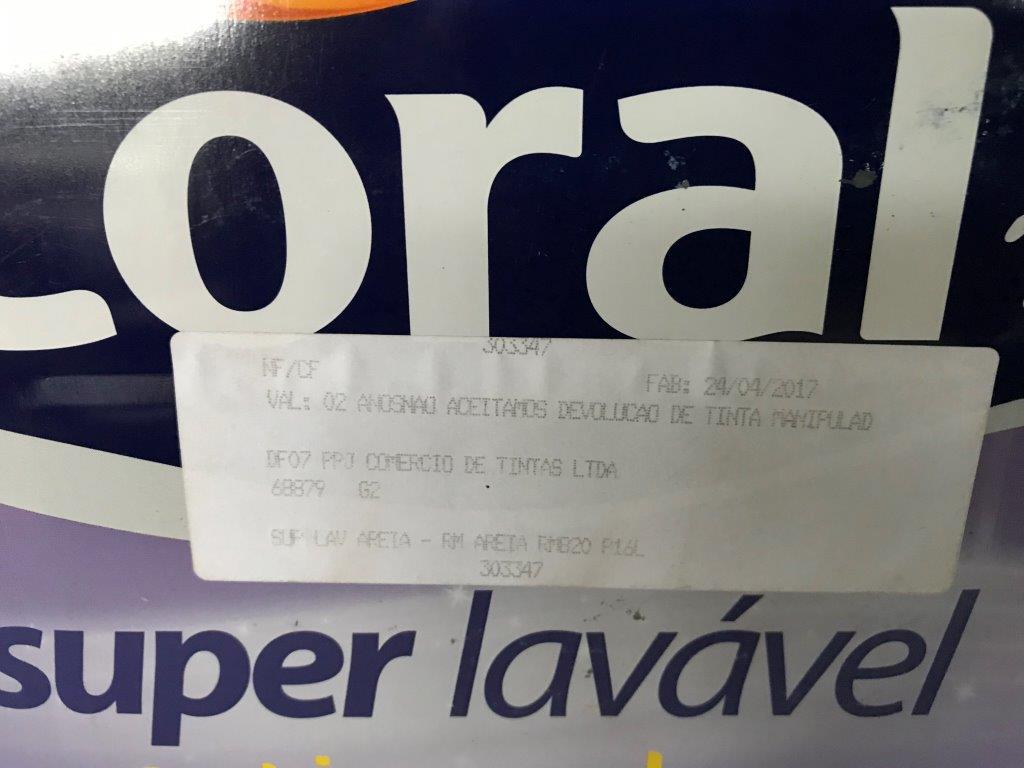 Coral
303347
NF/CF
FAB: 24/04/2017
VAL: 02 ANOSNAO ACEITAMOS DEVOLUCAO DE TINTA MANIPULAD
DF07 PPJ COMERCIO DE TINTAS LTDA
68879 G2
SUP LAV AREIA - RM AREIA RMB20 P16L
303347
super lavável